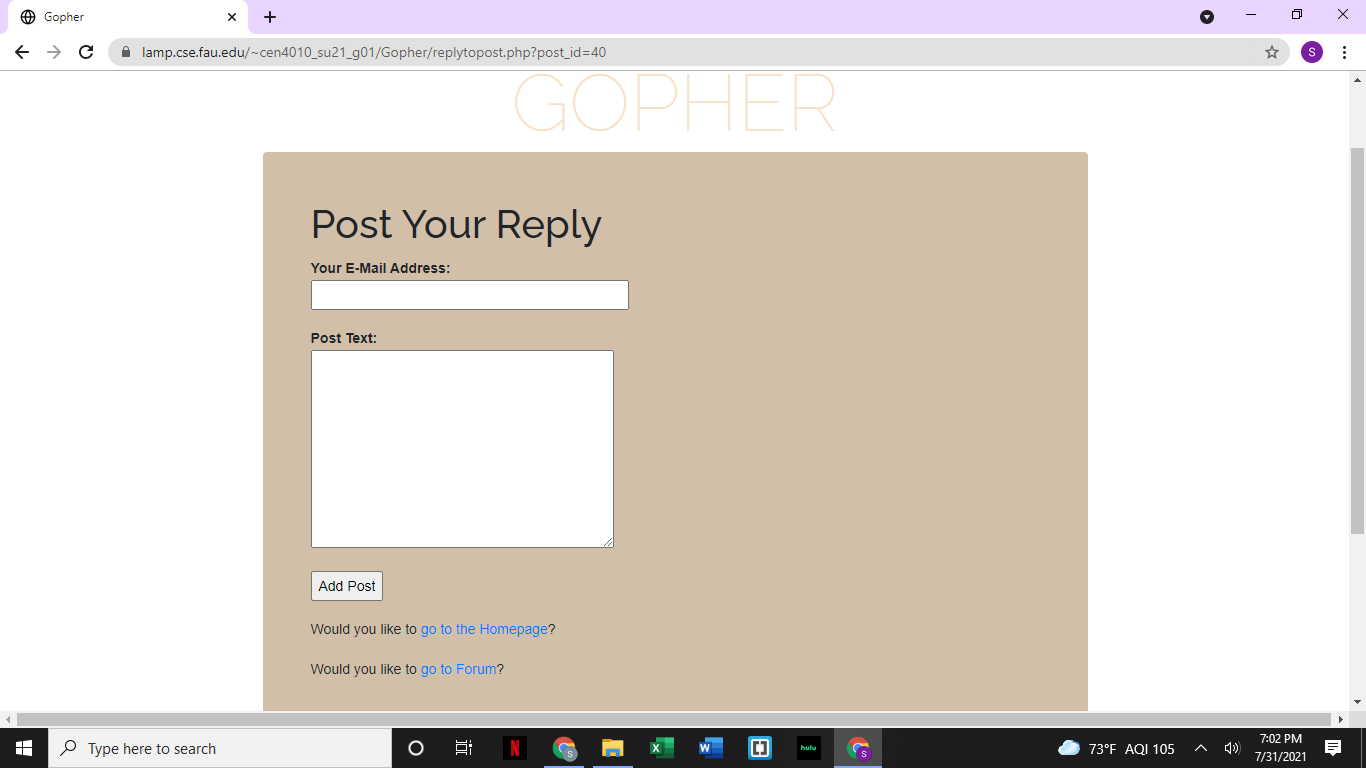 Gopher
lamp.cse.fau.edu/~cen4010_su21_g01/Gopher/replytopost.php?post_id=40
S
GOPHER
Post Your Reply
Your E-Mail Address:
Post Text:
Add Post
Would you like to go to the Homepage?
Would you like to go to Forum?
Type here to search
N
S
X
W
hulu
S
73°F AQI 105
7:02 PM
7/31/2021